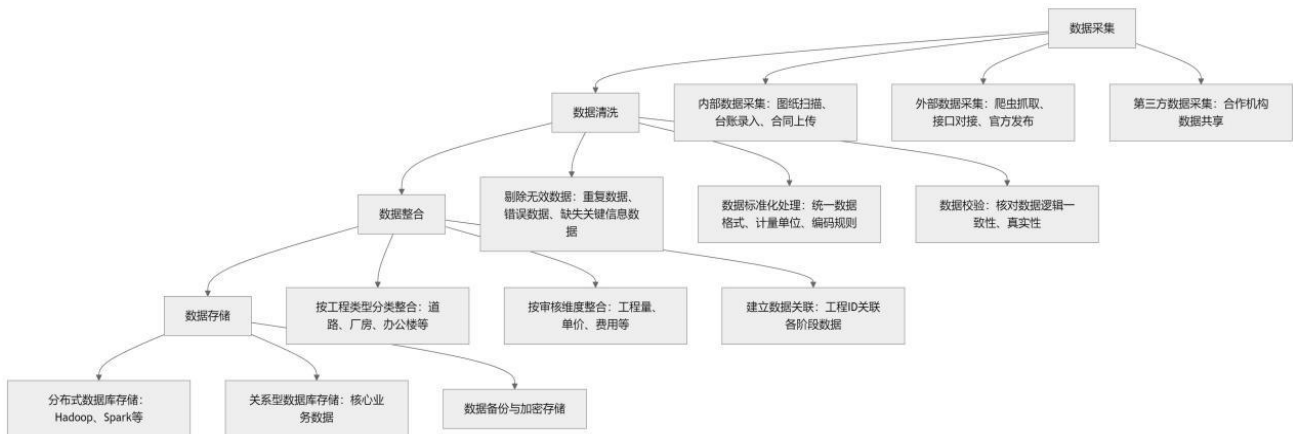 数据采集
数据清洗
内部数据采集：图纸扫描、
台账录入、合同上传
外部数据采集：爬虫抓取、
接口对接、官方发布
第三方数据采集：合作机构
数据共享
数据整合
剔除无效数据：重复数据、
错误数据、缺失关键信息数
据
数据标准化处理：统一数据
格式、计量单位、编码规则
数据校验：核对数据逻辑一
致性、真实性
数据存储
按工程类型分类整合：道
路、厂房、办公楼等
按审核维度整合：工程量、
单价、费用等
建立数据关联：工程ID关联
各阶段数据
分布式数据库存储：
Hadoop、Spark等
关系型数据库存储：核心业
务数据
数据备份与加密存储